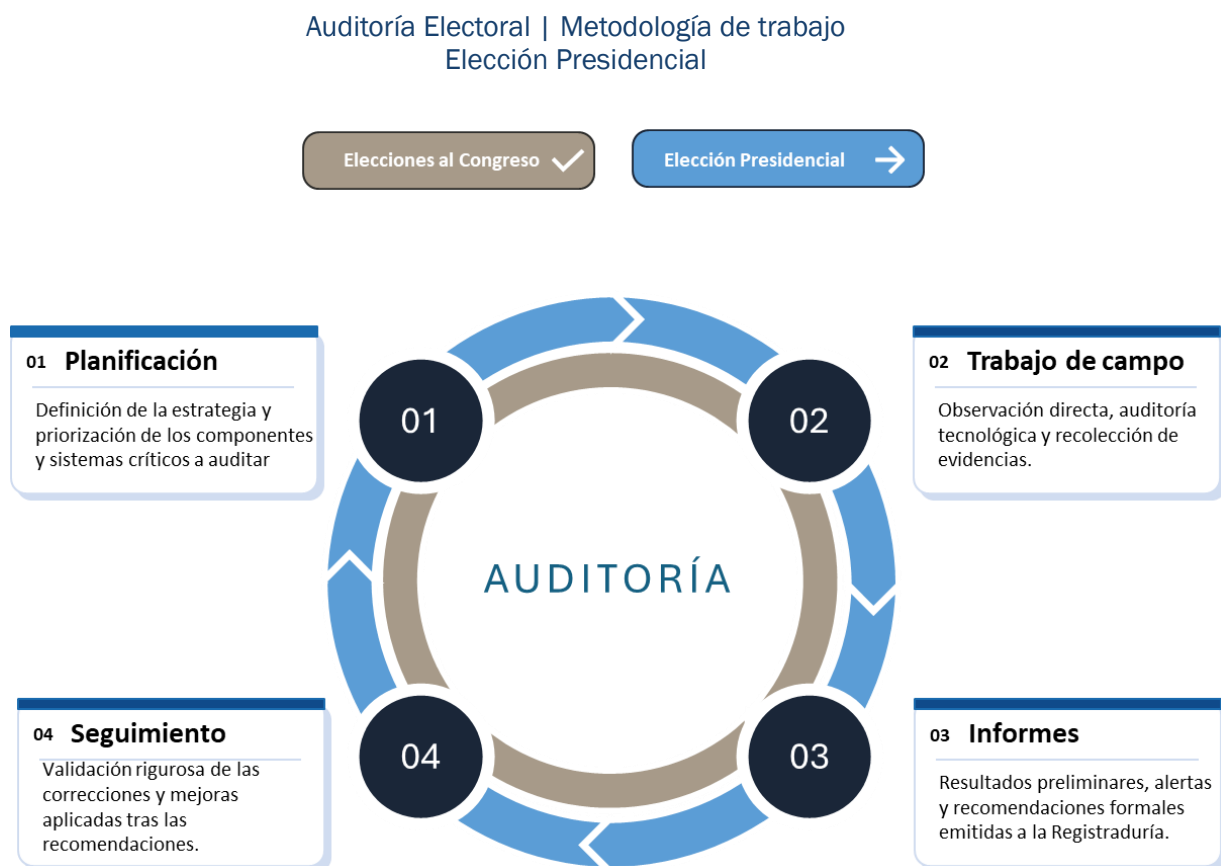 Auditoría Electoral | Metodología de trabajo
Elección Presidencial
Elecciones al Congreso
Elección Presidencial
01 Planificación
Definición de la estrategia y
priorización de los componentes
y sistemas críticos a auditar
02 Trabajo de campo
Observación directa, auditoría
tecnológica y recolección de
evidencias.
01
02
AUDITORÍA
04
03
04 Seguimiento
Validación rigurosa de las
correcciones y mejoras
aplicadas tras las
recomendaciones.
03 Informes
Resultados preliminares, alertas
y recomendaciones formales
emitidas a la Registraduría.